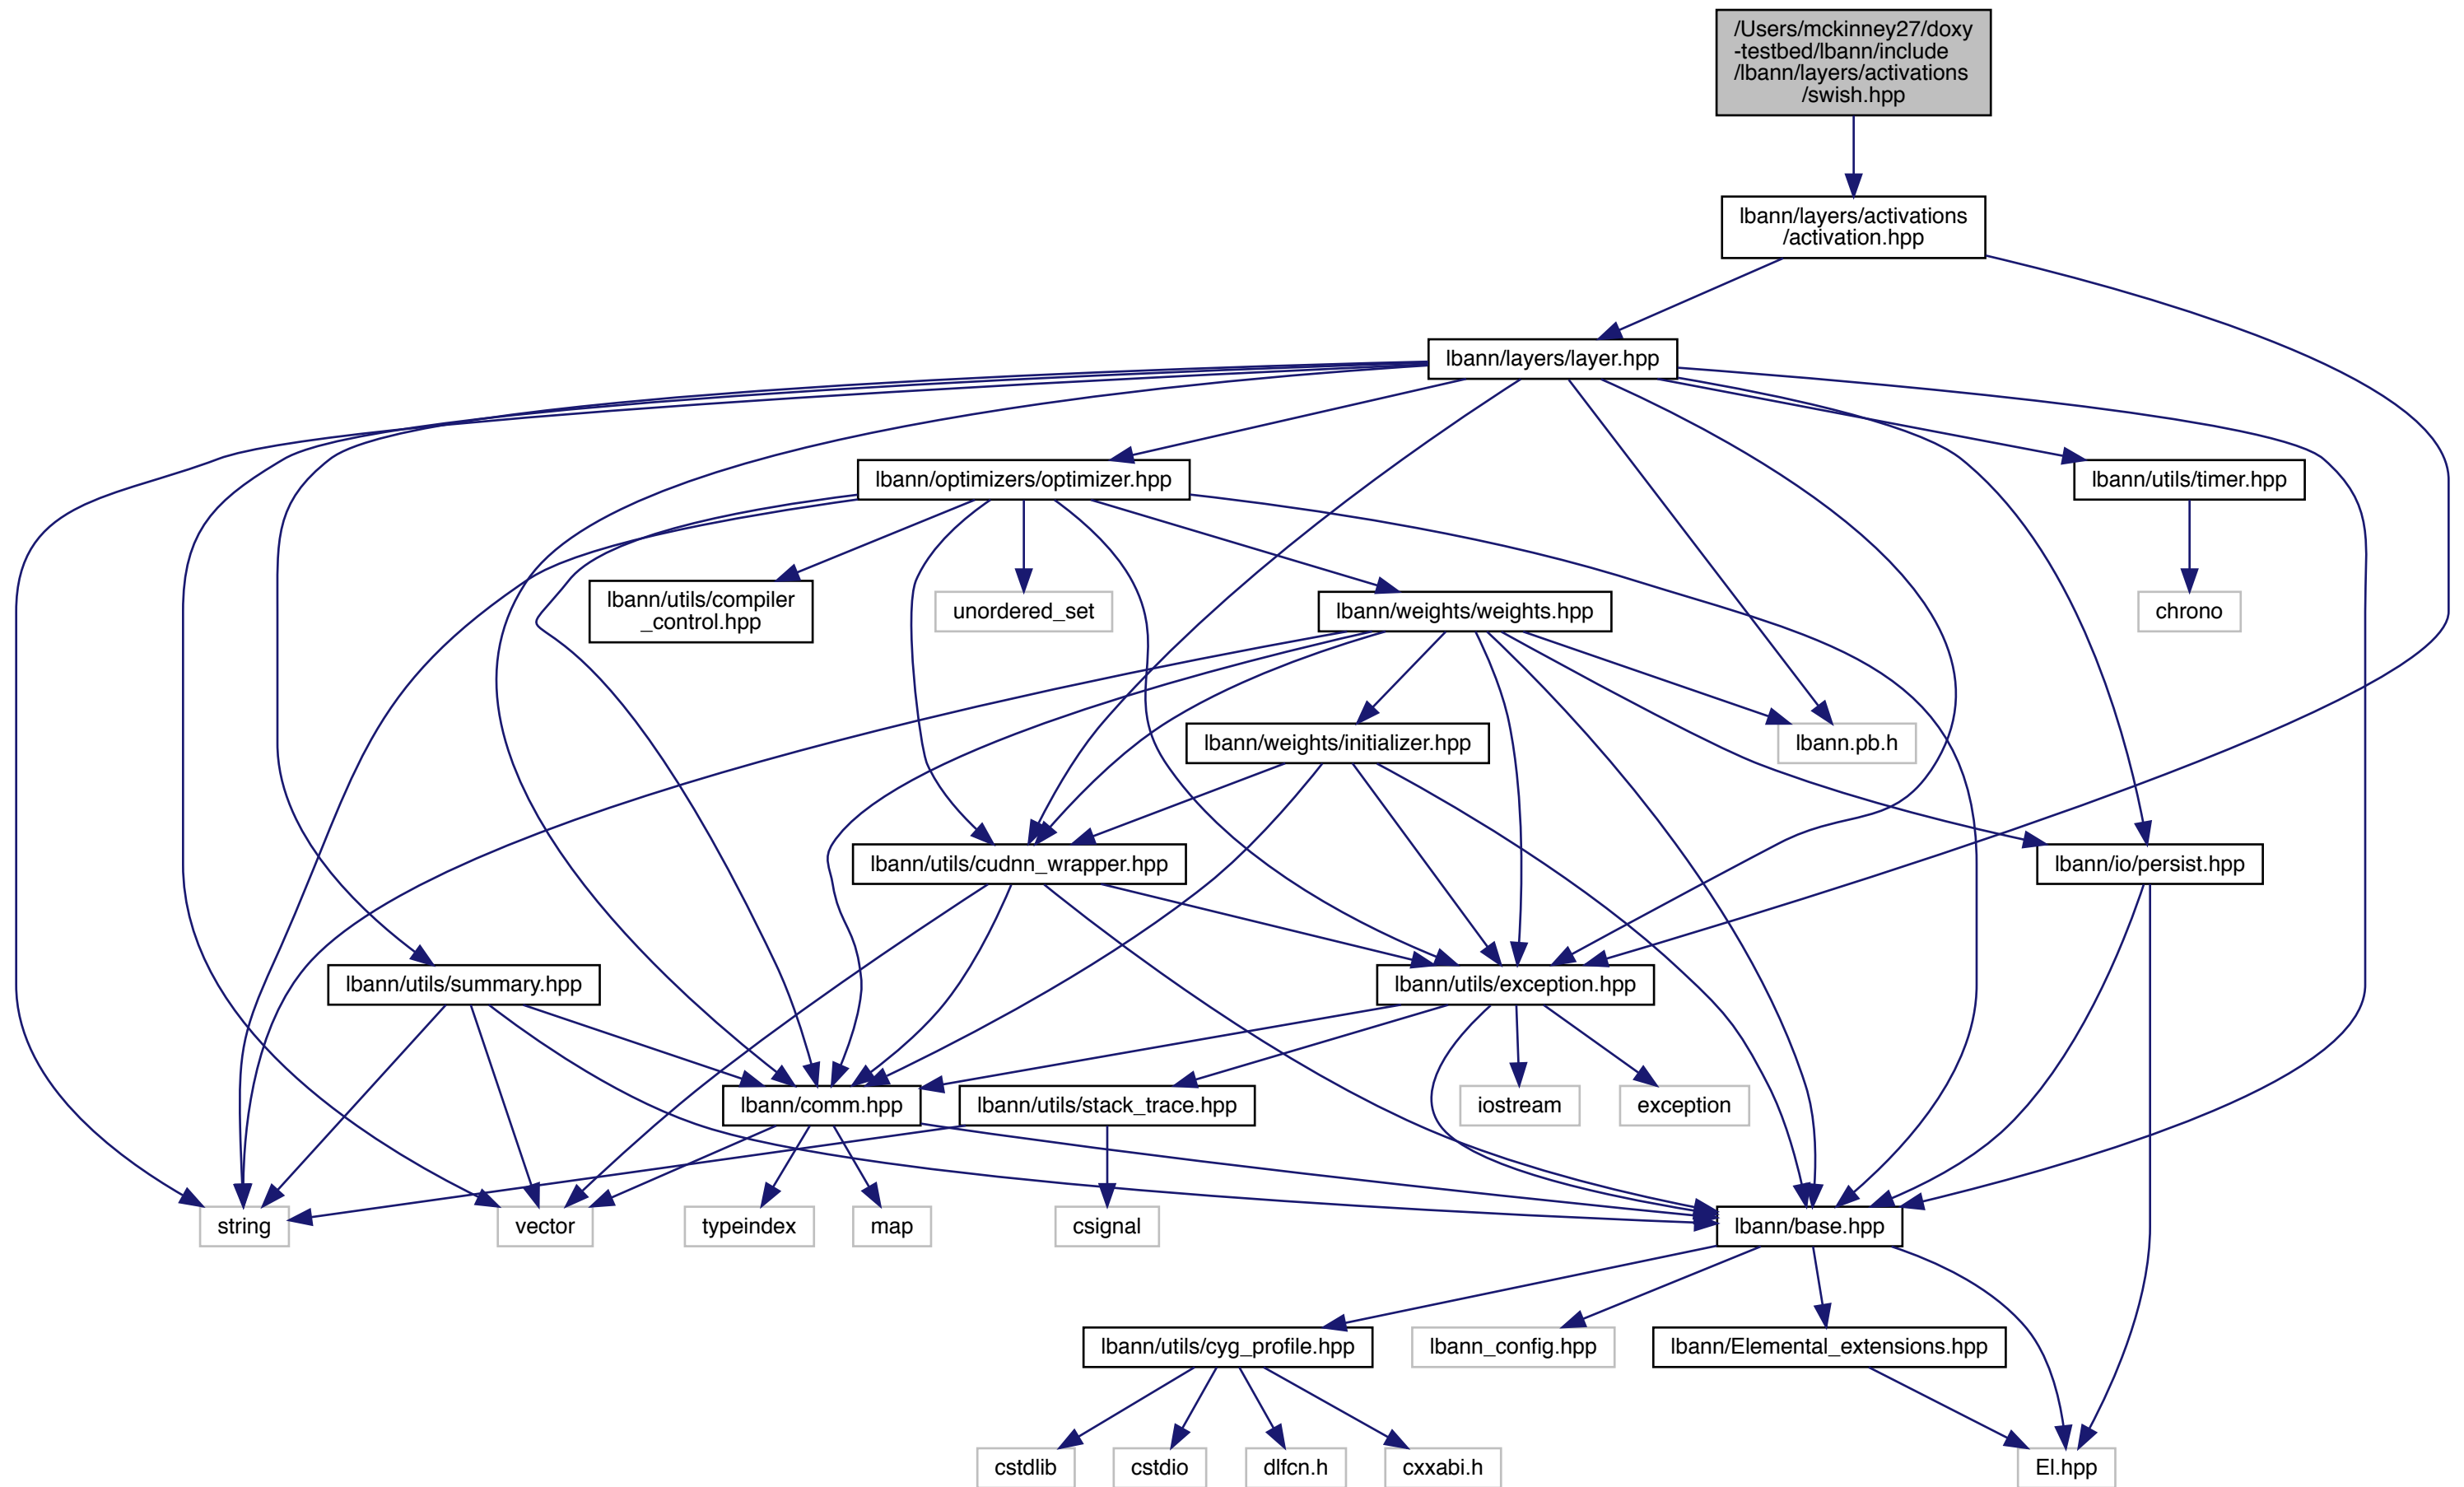 /Users/mckinney27/doxy
-testbed/lbann/include
/lbann/layers/activations
/swish.hpp
lbann/layers/activations
/activation.hpp
lbann/layers/layer.hpp
lbann/optimizers/optimizer.hpp
lbann/utils/timer.hpp
lbann/utils/compiler
_control.hpp
unordered_set
lbann/weights/weights.hpp
chrono
lbann/weights/initializer.hpp
lbann.pb.h
lbann/utils/cudnn_wrapper.hpp
lbann/io/persist.hpp
lbann/utils/summary.hpp
lbann/utils/exception.hpp
lbann/comm.hpp
lbann/utils/stack_trace.hpp
iostream
exception
string
vector
typeindex
map
csignal
lbann/base.hpp
lbann/utils/cyg_profile.hpp
lbann_config.hpp
lbann/Elemental_extensions.hpp
cstdlib
cstdio
dlfcn.h
cxxabi.h
El.hpp